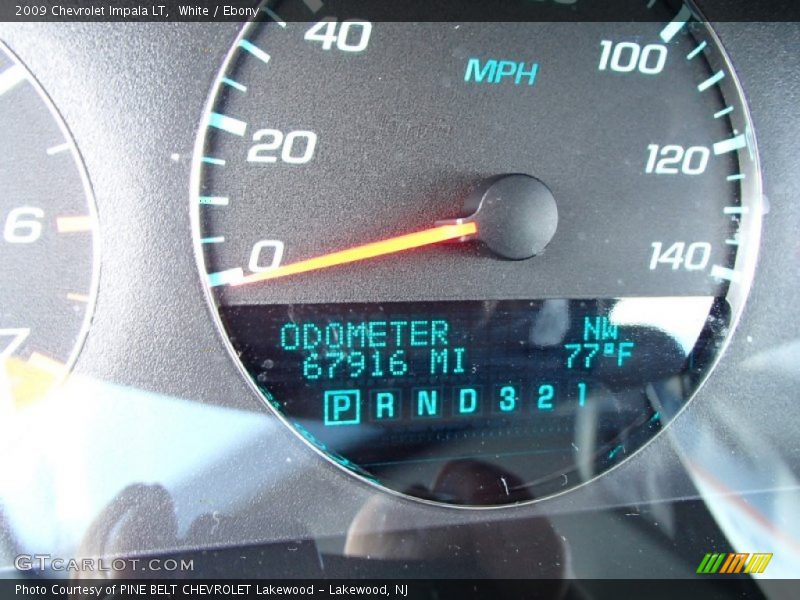 2009 Chevrolet Impala LT,  White / Ebony
40
100
MPH
20
120
6
0
140
7
ODOMETER NW
67916 MI 77°F
P R N D 3 2 1
GTCARLOT.COM
Photo Courtesy of PINE BELT CHEVROLET Lakewood - Lakewood, NJ